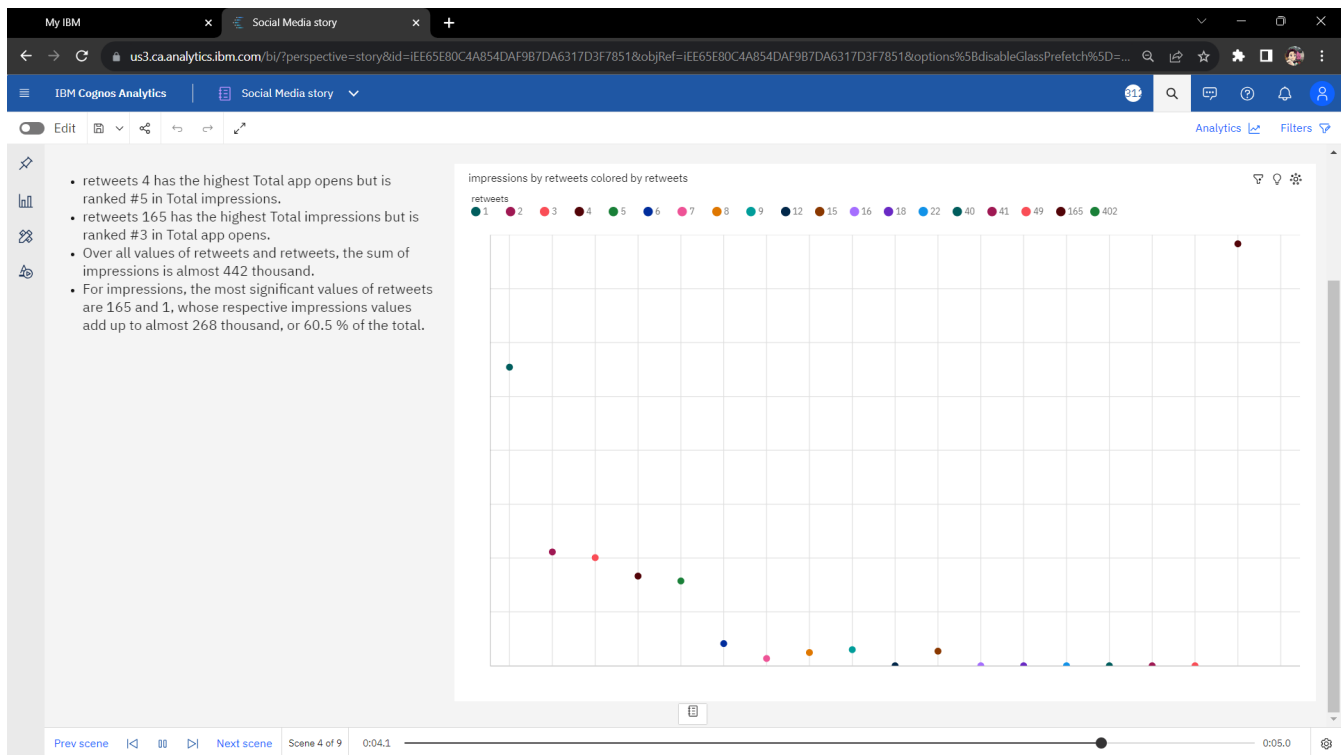 My IBM
Social Media story
us3.ca.analytics.ibm.com/bi/?perspective=story&id=iEE65E80C4A854DAF9B7DA6317D3F7851&objRef=iEE65E80C4A854DAF9B7DA6317D3F7851&options%5BdisableGlassPrefetch%5D=...
IBM Cognos Analytics
Social Media story
Edit
Analytics
Filters
• retweets 4 has the highest Total app opens but is
ranked #5 in Total impressions.
• retweets 165 has the highest Total impressions but is
ranked #3 in Total app opens.
• Over all values of retweets and retweets, the sum of
impressions is almost 442 thousand.
• For impressions, the most significant values of retweets
are 165 and 1, whose respective impressions values
add up to almost 268 thousand, or 60.5 % of the total.
impressions by retweets colored by retweets
retweets
1 2 3 4 5 6 7 8 9 12 15 16 18 22 40 41 49 165 402
Prev scene
Next scene
Scene 4 of 9
0:04.1
0:05.0